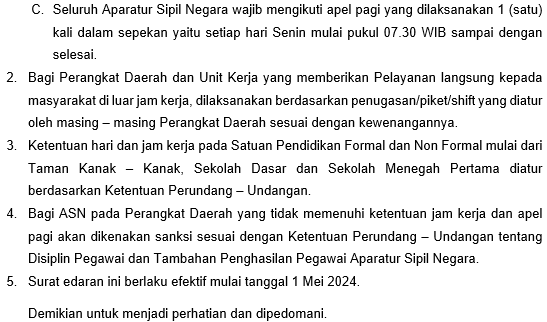 C. Seluruh Aparatur Sipil Negara wajib mengikuti apel pagi yang dilaksanakan 1 (satu)
kali dalam sepekan yaitu setiap hari Senin mulai pukul 07.30 WIB sampai dengan
selesai.
2. Bagi Perangkat Daerah dan Unit Kerja yang memberikan Pelayanan langsung kepada
masyarakat di luar jam kerja, dilaksanakan berdasarkan penugasan/piket/shift yang diatur
oleh masing – masing Perangkat Daerah sesuai dengan kewenangannya.
3. Ketentuan hari dan jam kerja pada Satuan Pendidikan Formal dan Non Formal mulai dari
Taman Kanak – Kanak, Sekolah Dasar dan Sekolah Menegah Pertama diatur
berdasarkan Ketentuan Perundang – Undangan.
4. Bagi ASN pada Perangkat Daerah yang tidak memenuhi ketentuan jam kerja dan apel
pagi akan dikenakan sanksi sesuai dengan Ketentuan Perundang – Undangan tentang
Disiplin Pegawai dan Tambahan Penghasilan Pegawai Aparatur Sipil Negara.
5. Surat edaran ini berlaku efektif mulai tanggal 1 Mei 2024.
Demikian untuk menjadi perhatian dan dipedomani.